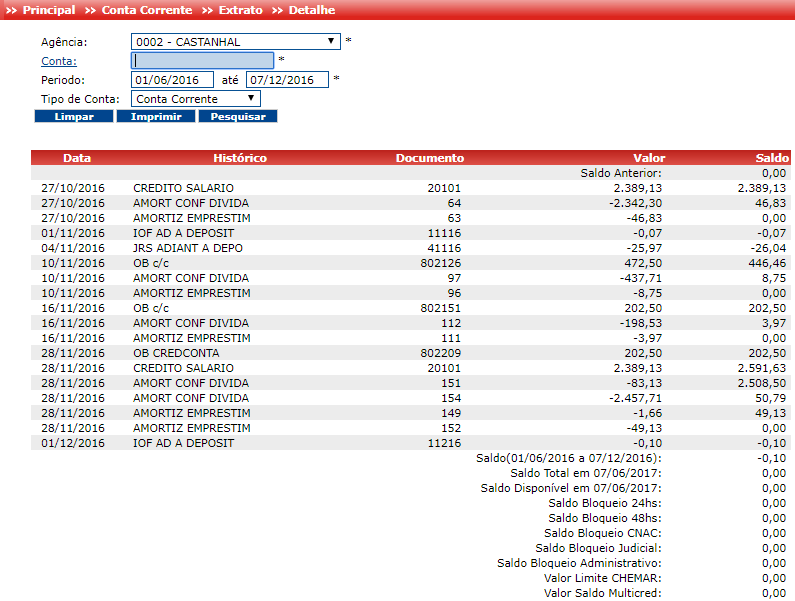 >> Principal >> Conta Corrente >> Extrato >> Detalhe
Agência: 0002 - CASTANHAL *
Conta: *
Periodo: 01/06/2016 até 07/12/2016 *
Tipo de Conta: Conta Corrente
Limpar Imprimir Pesquisar
Data Histórico Documento Valor Saldo
Saldo Anterior: 0,00
27/10/2016 CREDITO SALARIO 20101 2.389,13 2.389,13
27/10/2016 AMORT CONF DIVIDA 64 -2.342,30 46,83
27/10/2016 AMORTIZ EMPRESTIM 63 -46,83 0,00
01/11/2016 IOF AD A DEPOSIT 11116 -0,07 -0,07
04/11/2016 JRS ADIANT A DEPO 41116 -25,97 -26,04
10/11/2016 OB c/c 802126 472,50 446,46
10/11/2016 AMORT CONF DIVIDA 97 -437,71 8,75
10/11/2016 AMORTIZ EMPRESTIM 96 -8,75 0,00
16/11/2016 OB c/c 802151 202,50 202,50
16/11/2016 AMORT CONF DIVIDA 112 -198,53 3,97
16/11/2016 AMORTIZ EMPRESTIM 111 -3,97 0,00
28/11/2016 OB CREDCONTA 802209 202,50 202,50
28/11/2016 CREDITO SALARIO 20101 2.389,13 2.591,63
28/11/2016 AMORT CONF DIVIDA 151 -83,13 2.508,50
28/11/2016 AMORT CONF DIVIDA 154 -2.457,71 50,79
28/11/2016 AMORTIZ EMPRESTIM 149 -1,66 49,13
28/11/2016 AMORTIZ EMPRESTIM 152 -49,13 0,00
01/12/2016 IOF AD A DEPOSIT 11216 -0,10 -0,10
Saldo(01/06/2016 a 07/12/2016): -0,10
Saldo Total em 07/06/2017: 0,00
Saldo Disponível em 07/06/2017: 0,00
Saldo Bloqueio 24hs: 0,00
Saldo Bloqueio 48hs: 0,00
Saldo Bloqueio CNAC: 0,00
Saldo Bloqueio Judicial: 0,00
Saldo Bloqueio Administrativo: 0,00
Valor Limite CHEMAR: 0,00
Valor Saldo Multicred: 0,00